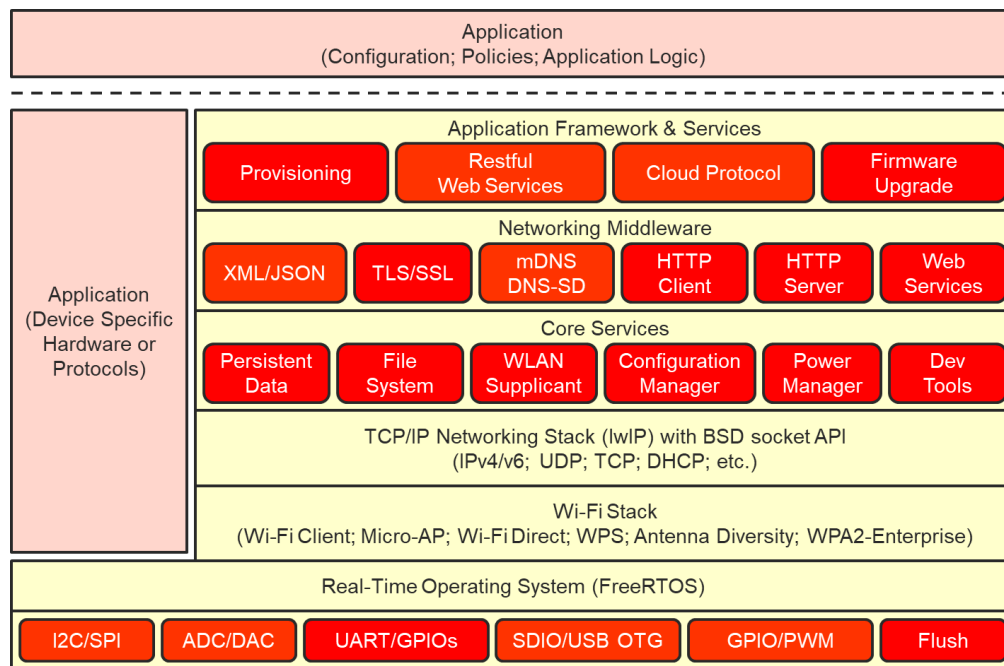 Application
(Configuration; Policies; Application Logic)
Application
(Device Specific
Hardware or
Protocols)
Application Framework & Services
Provisioning
Restful
Web Services
Cloud Protocol
Firmware
Upgrade
Networking Middleware
XML/JSON
TLS/SSL
mDNS
DNS-SD
HTTP
Client
HTTP
Server
Web
Services
Core Services
Persistent
Data
File
System
WLAN
Supplicant
Configuration
Manager
Power
Manager
Dev
Tools
TCP/IP Networking Stack (lwIP) with BSD socket API
(IPv4/v6; UDP; TCP; DHCP; etc.)
Wi-Fi Stack
(Wi-Fi Client; Micro-AP; Wi-Fi Direct; WPS; Antenna Diversity; WPA2-Enterprise)
Real-Time Operating System (FreeRTOS)
I2C/SPI
ADC/DAC
UART/GPIOs
SDIO/USB OTG
GPIO/PWM
Flush